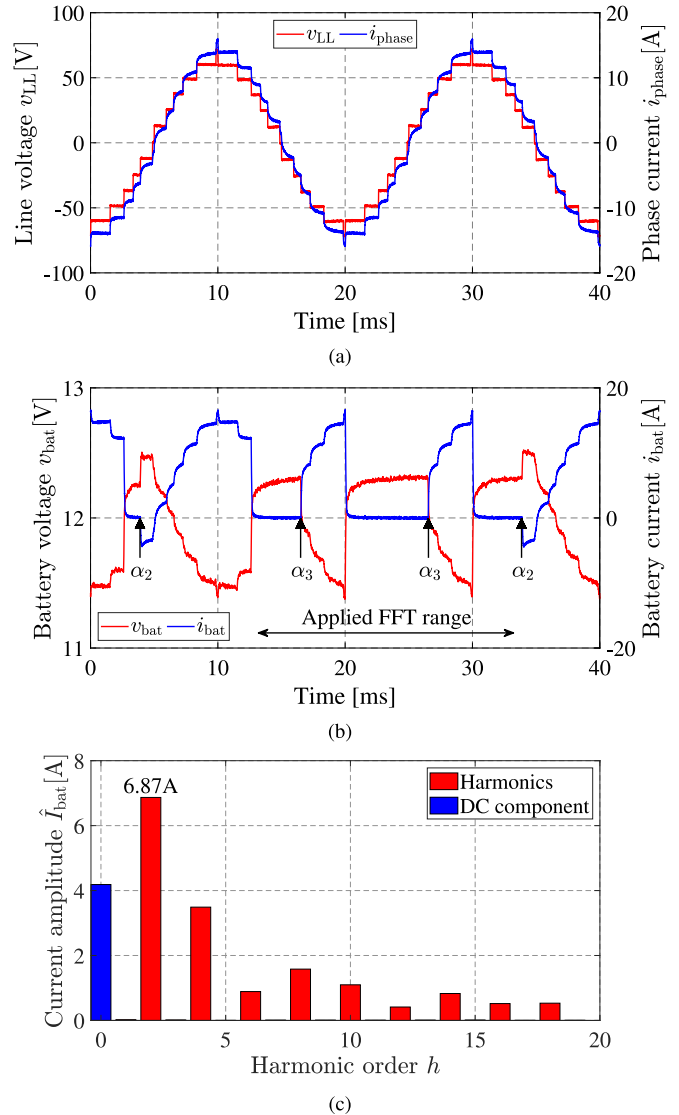 v_LL i_phase
100
50
0
-50
-100
Line voltage v_LL[V]
20
10
0
-10
-20
Phase current i_phase[A]
0 10 20 30 40
Time [ms]
(a)
13
12
11
Battery voltage v_bat[V]
20
0
-20
Battery current i_bat[A]
α_2 α_3 α_3 α_2
v_bat i_bat
Applied FFT range
0 10 20 30 40
Time [ms]
(b)
8
6
4
2
0
Current amplitude Î_bat[A]
6.87A
Harmonics
DC component
0 5 10 15 20
Harmonic order h
(c)